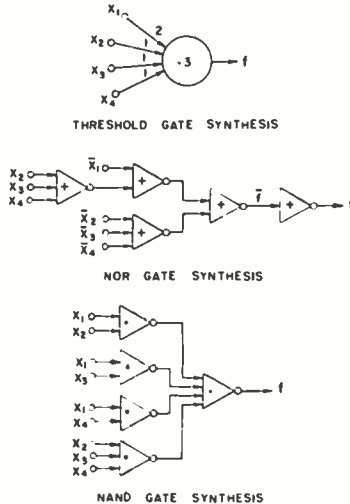 X1
2
X2
1
.3
f
X3
1
X4
1
THRESHOLD GATE SYNTHESIS
X̄1
X2
X3
+
+
X4
+
f̄
+
X̄2
X̄3
+
X̄4
NOR GATE SYNTHESIS
X1
X2
X1
X3
f
X1
X4
X2
X3
X4
NAND GATE SYNTHESIS